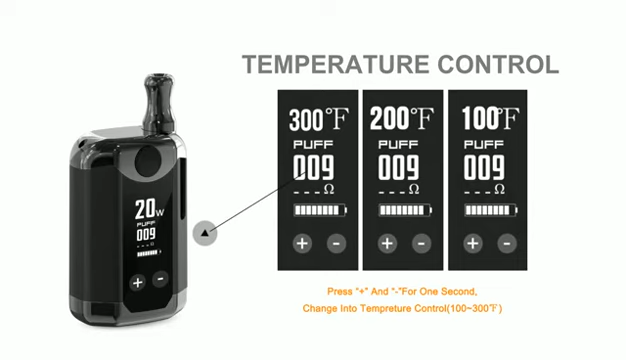 TEMPERATURE CONTROL
300°F 200°F 100°F
PUFF PUFF PUFF
009 009 009
---Ω ---Ω ---Ω
+ - + - + -
20W
PUFF
009
---Ω
+ -
Press "+" And "-"For One Second,
Change Into Tempreture Control(100~300℉)